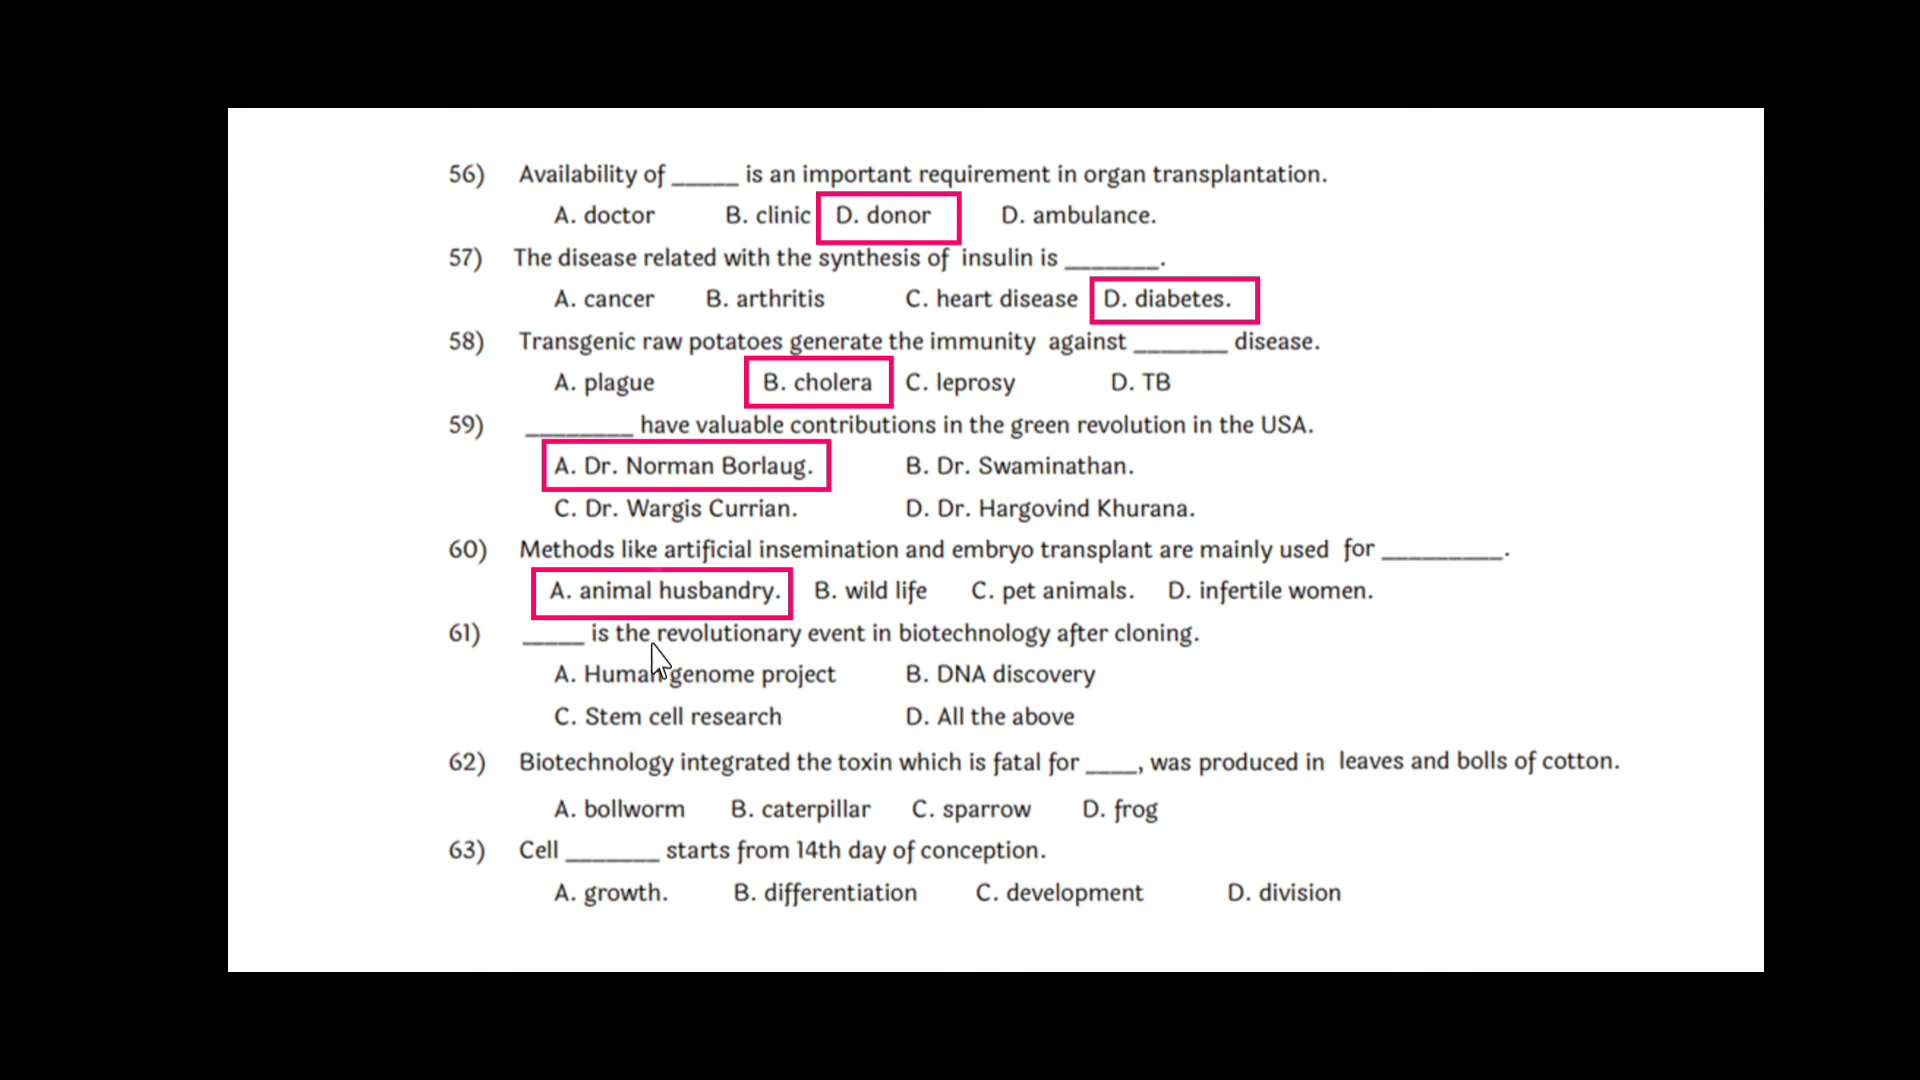 56) Availability of _____ is an important requirement in organ transplantation.
A. doctor B. clinic D. donor D. ambulance.
57) The disease related with the synthesis of insulin is _______.
A. cancer B. arthritis C. heart disease D. diabetes.
58) Transgenic raw potatoes generate the immunity against _______ disease.
A. plague B. cholera C. leprosy D. TB
59) ________ have valuable contributions in the green revolution in the USA.
A. Dr. Norman Borlaug. B. Dr. Swaminathan.
C. Dr. Wargis Currian. D. Dr. Hargovind Khurana.
60) Methods like artificial insemination and embryo transplant are mainly used for _________.
A. animal husbandry. B. wild life C. pet animals. D. infertile women.
61) _____ is the revolutionary event in biotechnology after cloning.
A. Human genome project B. DNA discovery
C. Stem cell research D. All the above
62) Biotechnology integrated the toxin which is fatal for ____, was produced in leaves and bolls of cotton.
A. bollworm B. caterpillar C. sparrow D. frog
63) Cell _______ starts from 14th day of conception.
A. growth. B. differentiation C. development D. division